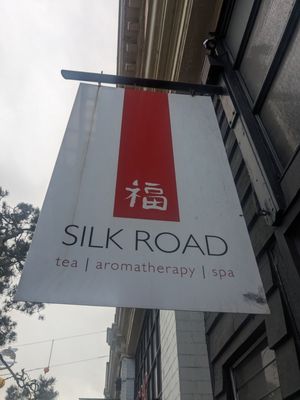 福
SILK ROAD
tea | aromatherapy | spa